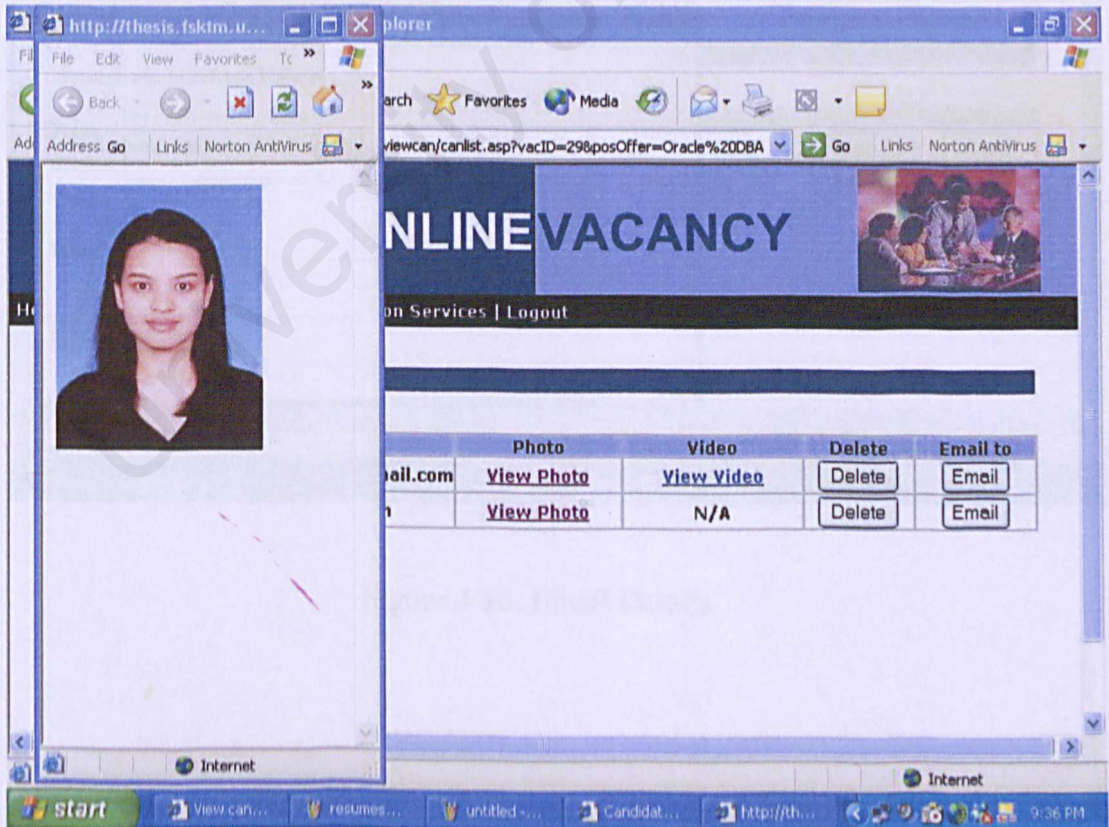 http://thesis.fsktm.u...
plorer
File Edit View Favorites Tc »
Back
»
arch Favorites Media
Address Go Links Norton AntiVirus
viewcan/canlist.asp?vacID=29&posOffer=Oracle%20DBA Go Links Norton AntiVirus
NLINE VACANCY
on Services | Logout
Photo Video Delete Email to
ail.com View Photo View Video Delete Email
View Photo N/A Delete Email
Internet
Internet
start View can... resumes... untitled -... Candidat... http://th... 9:36 PM